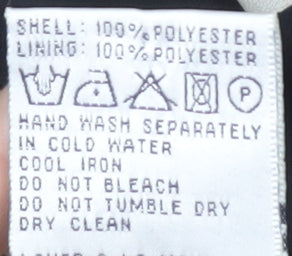 SHELL: 100% POLYESTER
LINING: 100% POLYESTER
P
HAND WASH SEPARATELY
IN COLD WATER
COOL IRON
DO NOT BLEACH
DO NOT TUMBLE DRY
DRY CLEAN